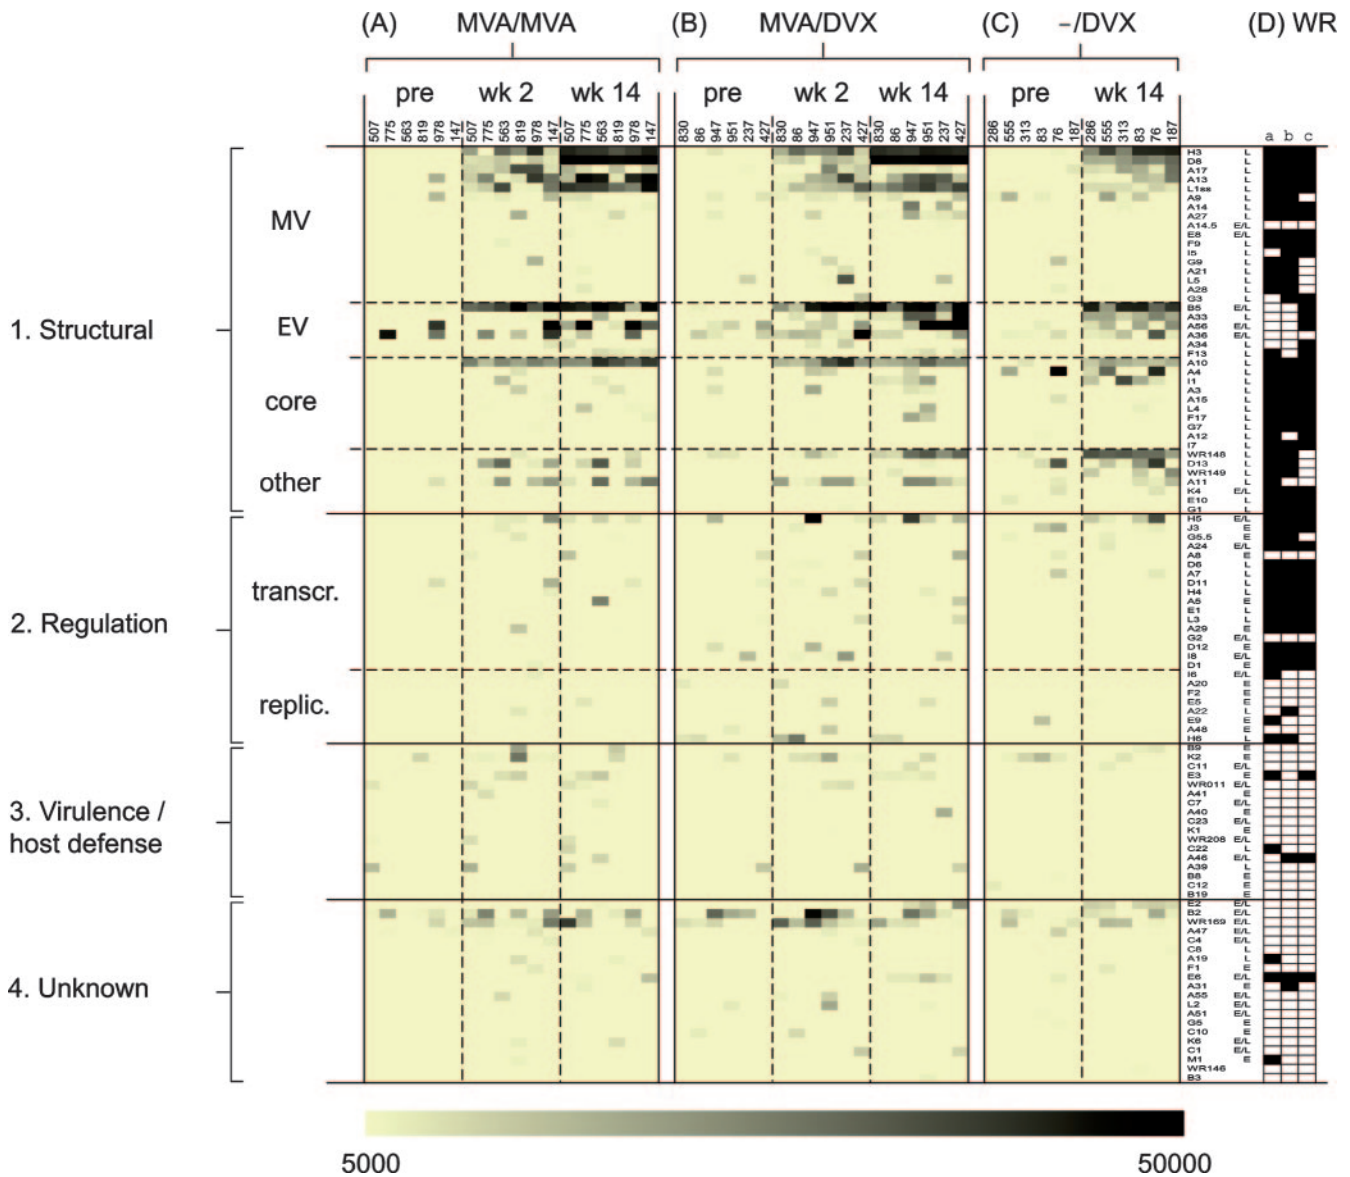 (A) MVA/MVA (B) MVA/DVX (C) -/DVX (D) WR
pre wk 2 wk 14 pre wk 2 wk 14 pre wk 14
507 775 563 819 978 147 507 775 563 819 978 147 507 775 563 819 978 147 830 86 947 951 237 427 830 86 947 951 237 427 830 86 947 951 237 427 286 555 313 83 76 187 286 555 313 83 76 187 a b c
1. Structural
MV
EV
core
other
2. Regulation
transcr.
replic.
3. Virulence /
host defense
4. Unknown
H3 L
D8 L
A17 L
A13 L
L1ss L
A9 L
A14 L
A27 L
A14.5 E/L
E8 E/L
F9 L
I5 L
G9 L
A21 L
L5 L
A28 L
G3 L
B5 E/L
A33 L
A56 E/L
A36 E/L
A34 L
F13 L
A10 L
A4 L
I1 L
A3 L
A15 L
L4 L
F17 L
G7 L
A12 L
I7 L
WR148 L
D13 L
WR149 L
A11 L
K4 E/L
E10 L
G1 L
H5 E/L
J3 E
G5.5 E
A24 E/L
A8 E
D6 L
A7 L
D11 L
H4 L
A5 E
E1 L
L3 L
A29 E
G2 E/L
D12 E
I8 E/L
D1 E
I6 E/L
A20 E
F2 E
E5 E
A22 L
E9 E
A48 E
H6 L
B9 E
K2 E
C11 E/L
E3 E
WR011 E/L
A41 E
C7 E/L
A40 E
C23 E/L
K1 E
WR208 E/L
C22 L
A46 E/L
A39 L
B8 E
C12 E
B19 E
E2 E/L
B2 E/L
WR169 E/L
A47 E/L
C4 E/L
C8 L
A19 L
F1 E
E6 E/L
A31 E
A55 E/L
L2 E/L
A51 E/L
G5 E
C10 E
K6 E/L
C1 E/L
M1 E
WR146
B3
5000 50000